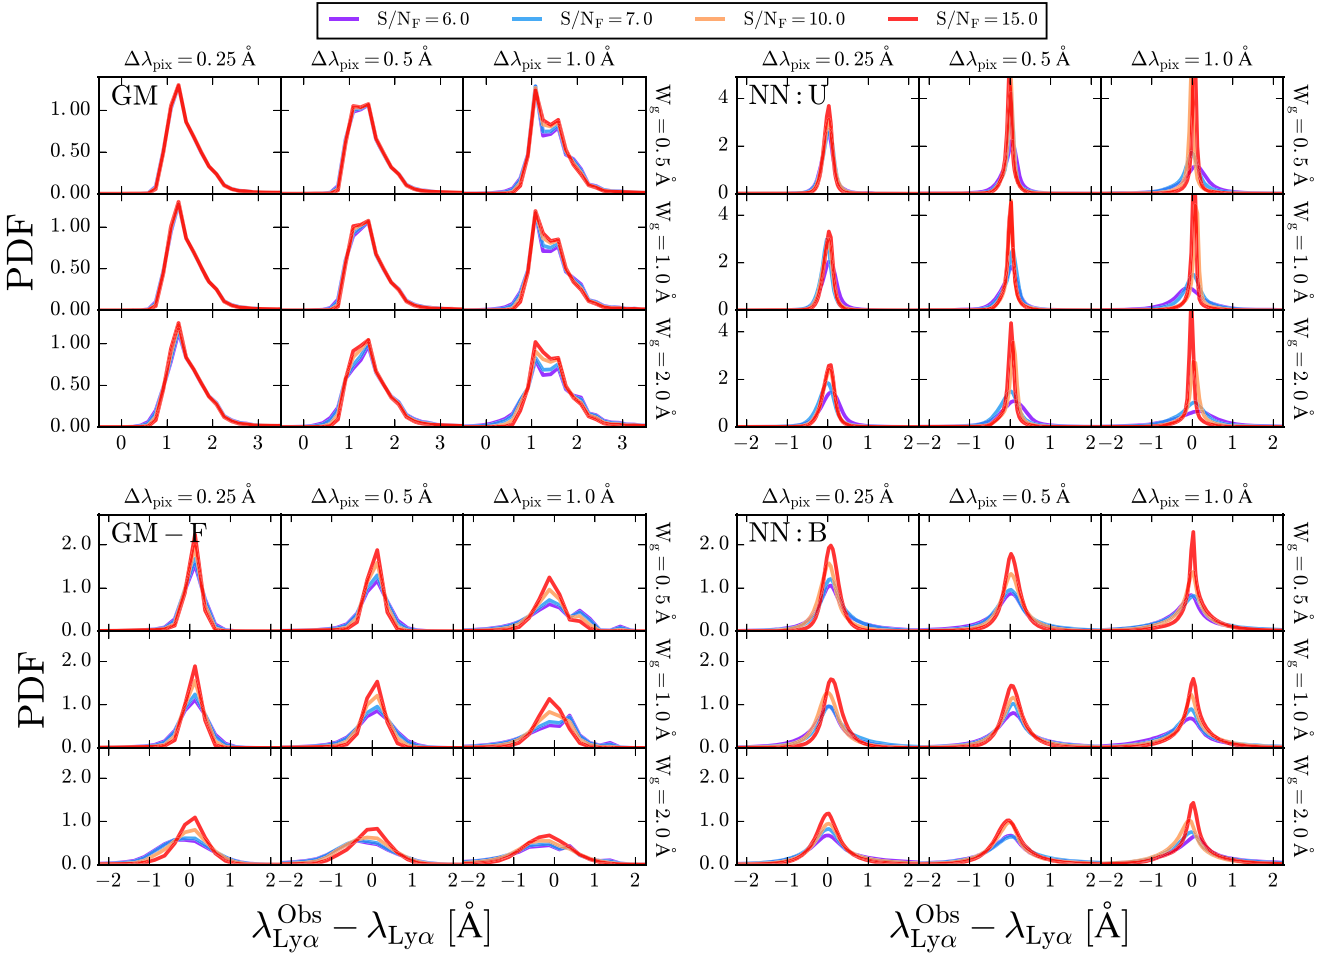 S/N_F = 6.0 S/N_F = 7.0 S/N_F = 10.0 S/N_F = 15.0
Δλ_pix = 0.25 Å Δλ_pix = 0.5 Å Δλ_pix = 1.0 Å
GM
1.00
0.50
0.00
W_g = 0.5 Å
1.00
0.50
0.00
W_g = 1.0 Å
1.00
0.50
0.00
W_g = 2.0 Å
0 1 2 3 0 1 2 3 0 1 2 3
PDF
Δλ_pix = 0.25 Å Δλ_pix = 0.5 Å Δλ_pix = 1.0 Å
NN : U
4
2
0
W_g = 0.5 Å
4
2
0
W_g = 1.0 Å
4
2
0
W_g = 2.0 Å
−2 −1 0 1 2 −2 −1 0 1 2 −2 −1 0 1 2
Δλ_pix = 0.25 Å Δλ_pix = 0.5 Å Δλ_pix = 1.0 Å
GM − F
2.0
1.0
0.0
W_g = 0.5 Å
2.0
1.0
0.0
W_g = 1.0 Å
2.0
1.0
0.0
W_g = 2.0 Å
−2 −1 0 1 2 −2 −1 0 1 2 −2 −1 0 1 2
PDF
λ^Obs_Lyα − λ_Lyα [Å]
Δλ_pix = 0.25 Å Δλ_pix = 0.5 Å Δλ_pix = 1.0 Å
NN : B
2.0
1.0
0.0
W_g = 0.5 Å
2.0
1.0
0.0
W_g = 1.0 Å
2.0
1.0
0.0
W_g = 2.0 Å
−2 −1 0 1 2 −2 −1 0 1 2 −2 −1 0 1 2
λ^Obs_Lyα − λ_Lyα [Å]